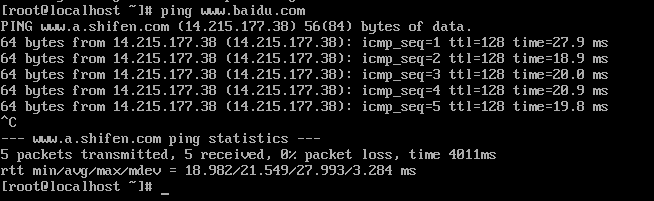 [root@localhost ~]# ping www.baidu.com
PING www.a.shifen.com (14.215.177.38) 56(84) bytes of data.
64 bytes from 14.215.177.38 (14.215.177.38): icmp_seq=1 ttl=128 time=27.9 ms
64 bytes from 14.215.177.38 (14.215.177.38): icmp_seq=2 ttl=128 time=18.9 ms
64 bytes from 14.215.177.38 (14.215.177.38): icmp_seq=3 ttl=128 time=20.0 ms
64 bytes from 14.215.177.38 (14.215.177.38): icmp_seq=4 ttl=128 time=20.9 ms
64 bytes from 14.215.177.38 (14.215.177.38): icmp_seq=5 ttl=128 time=19.8 ms
^C
--- www.a.shifen.com ping statistics ---
5 packets transmitted, 5 received, 0% packet loss, time 4011ms
rtt min/avg/max/mdev = 18.982/21.549/27.993/3.284 ms
[root@localhost ~]# _